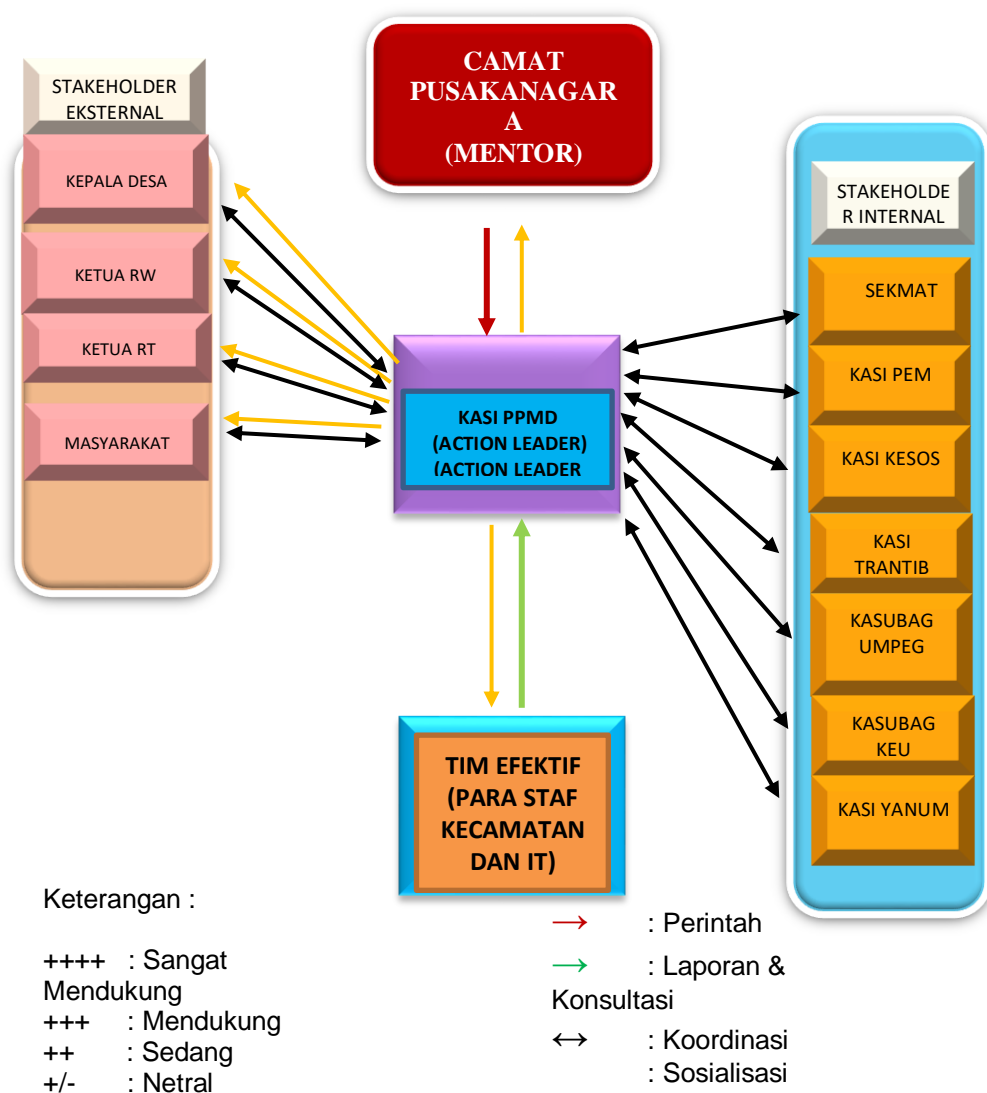 CAMAT
PUSAKANAGAR
A
(MENTOR)
STAKEHOLDER
EKSTERNAL
KEPALA DESA
KETUA RW
KETUA RT
MASYARAKAT
KASI PPMD
(ACTION LEADER)
(ACTION LEADER
STAKEHOLDE
R INTERNAL
SEKMAT
KASI PEM
KASI KESOS
KASI
TRANTIB
KASUBAG
UMPEG
KASUBAG
KEU
KASI YANUM
TIM EFEKTIF
(PARA STAF
KECAMATAN
DAN IT)
Keterangan :
++++ : Sangat
Mendukung
+++ : Mendukung
++ : Sedang
+/- : Netral
→ : Perintah
→ : Laporan &
Konsultasi
↔ : Koordinasi
: Sosialisasi